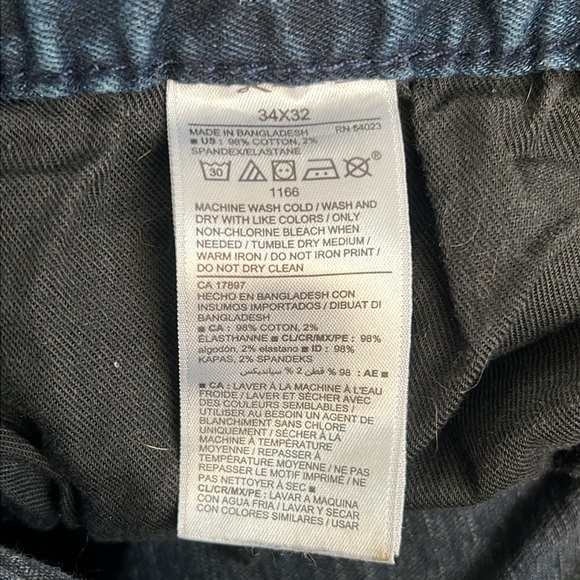 34X32
MADE IN BANGLADESH RN 54023
■ US : 98% COTTON, 2%
SPANDEX/ELASTANE
30 ®
1166
MACHINE WASH COLD / WASH AND
DRY WITH LIKE COLORS / ONLY
NON-CHLORINE BLEACH WHEN
NEEDED / TUMBLE DRY MEDIUM /
WARM IRON / DO NOT IRON PRINT /
DO NOT DRY CLEAN
CA 17897
HECHO EN BANGLADESH CON
INSUMOS IMPORTADOS / DIBUAT DI
BANGLADESH
■ CA : 98% COTTON, 2%
ELASTHANNE ■ CL/CR/MX/PE : 98%
algodón, 2% elastano ■ ID : 98%
KAPAS, 2% SPANDEKS
■ AE : 98 % قطن 2 % سبانديكس
■ CA : LAVER À LA MACHINE À L'EAU
FROIDE / LAVER ET SÉCHER AVEC
DES COULEURS SEMBLABLES /
UTILISER AU BESOIN UN AGENT DE
BLANCHIMENT SANS CHLORE
UNIQUEMENT / SÉCHER À LA
MACHINE À TEMPÉRATURE
MOYENNE / REPASSER À
TEMPÉRATURE MOYENNE / NE PAS
REPASSER LE MOTIF IMPRIMÉ / NE
PAS NETTOYER À SEC ■
CL/CR/MX/PE : LAVAR A MAQUINA
CON AGUA FRIA / LAVAR Y SECAR
CON COLORES SIMILARES / USAR